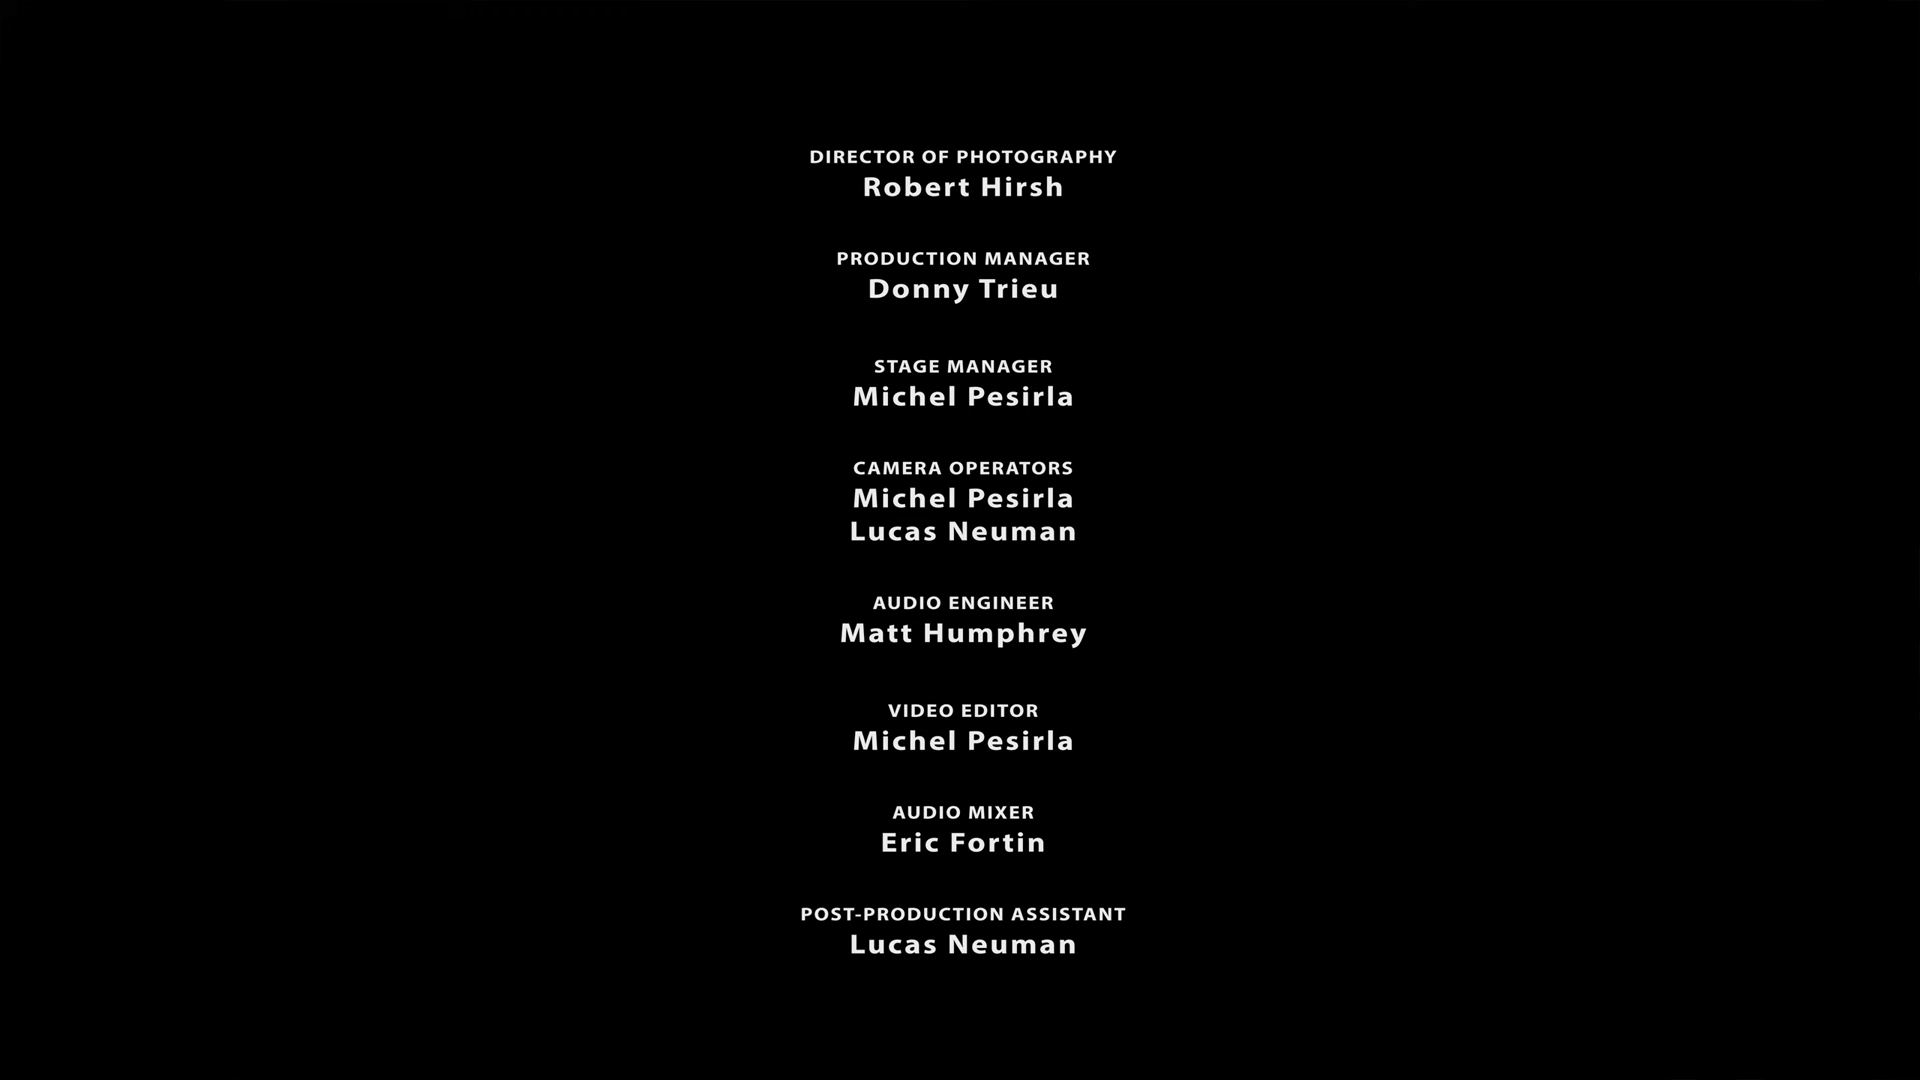 DIRECTOR OF PHOTOGRAPHY
Robert Hirsh
PRODUCTION MANAGER
Donny Trieu
STAGE MANAGER
Michel Pesirla
CAMERA OPERATORS
Michel Pesirla
Lucas Neuman
AUDIO ENGINEER
Matt Humphrey
VIDEO EDITOR
Michel Pesirla
AUDIO MIXER
Eric Fortin
POST-PRODUCTION ASSISTANT
Lucas Neuman